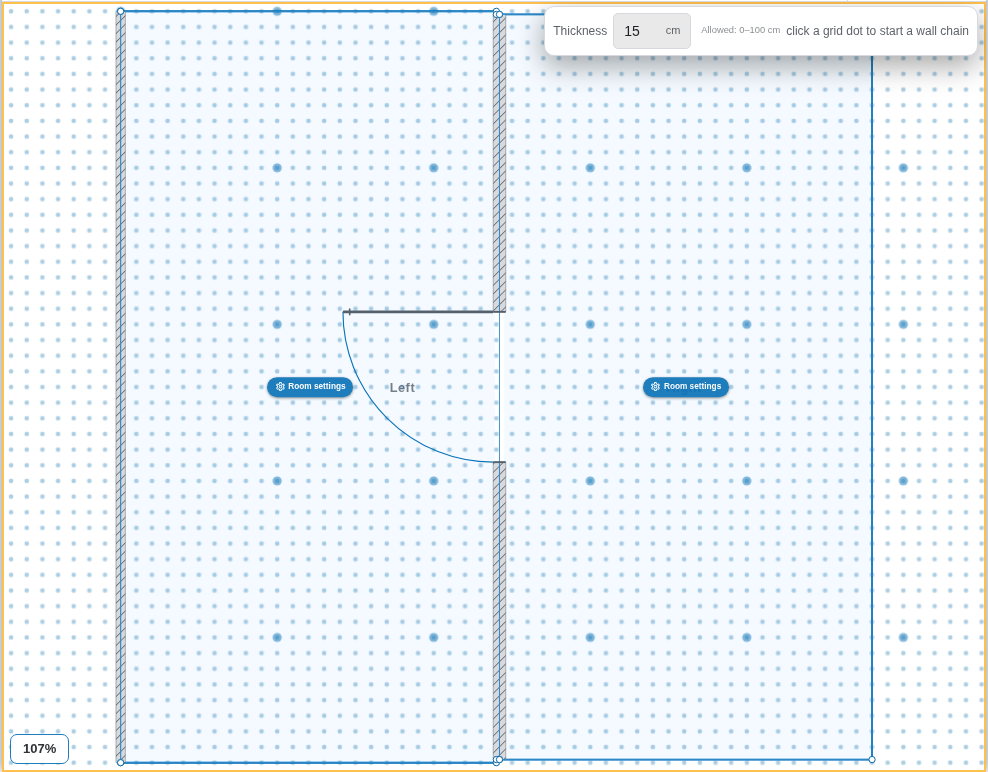 Thickness 15 cm Allowed: 0–100 cm click a grid dot to start a wall chain
Room settings Left Room settings
107%